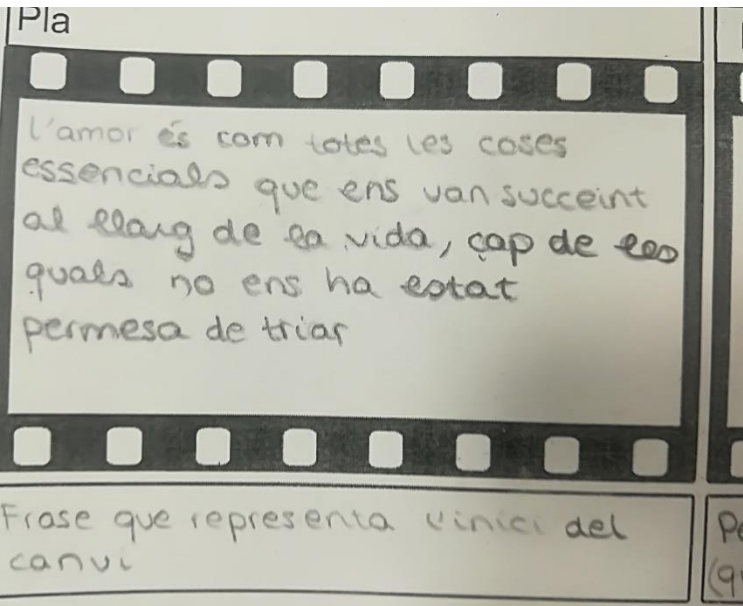 Pla
L'amor és com totes les coses
essencials que ens van succeint
al llarg de la vida, cap de les
quals no ens ha estat
permesa de triar
Frase que representa l'inici del
canvi